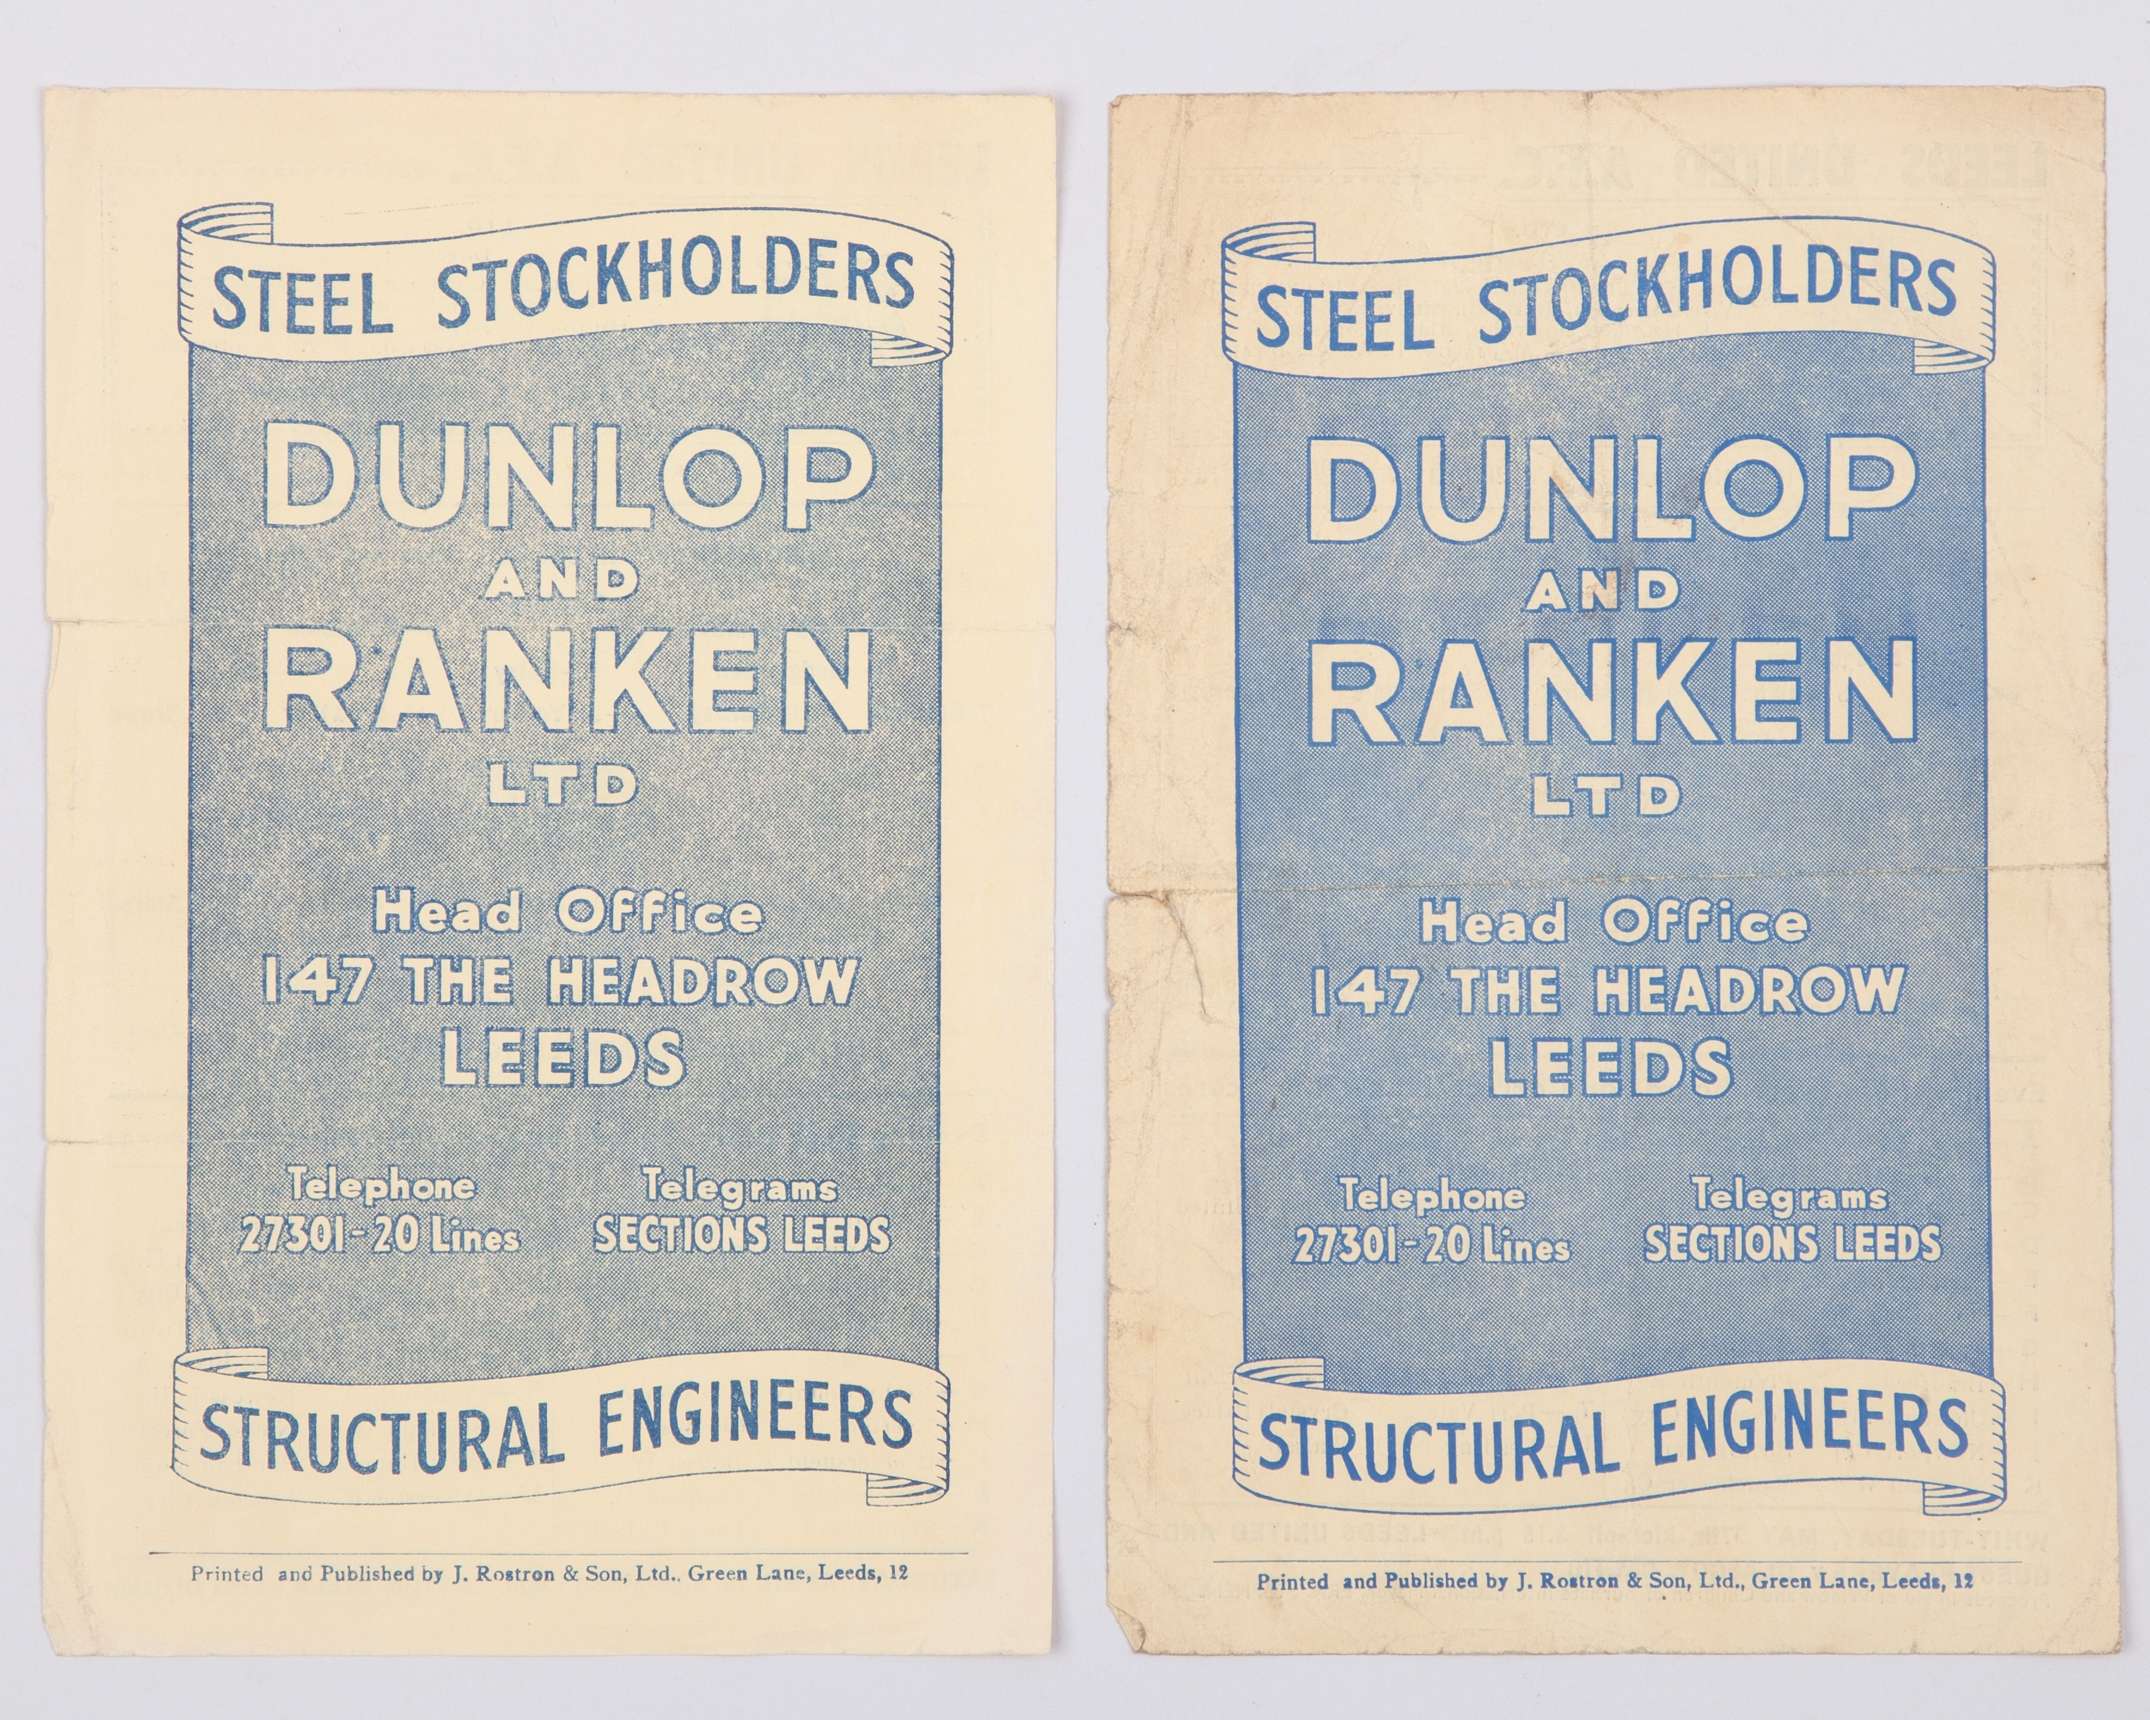 STEEL STOCKHOLDERS
DUNLOP
AND
RANKEN
LTD
Head Office
147 THE HEADROW
LEEDS
Telephone
27301-20 Lines
Telegrams
SECTIONS LEEDS
STRUCTURAL ENGINEERS
Printed and Published by J. Rostron & Son, Ltd., Green Lane, Leeds, 12
LEEDS UNITED A.F.C.
STEEL STOCKHOLDERS
DUNLOP
AND
RANKEN
LTD
Head Office
147 THE HEADROW
LEEDS
Telephone
27301-20 Lines
Telegrams
SECTIONS LEEDS
STRUCTURAL ENGINEERS
Printed and Published by J. Rostron & Son, Ltd., Green Lane, Leeds, 12